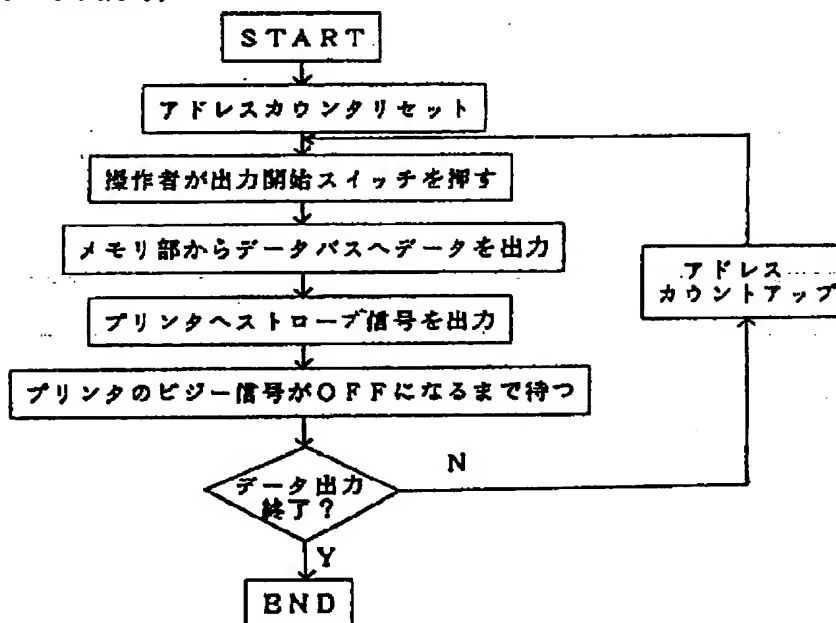 START
アドレスカウンタリセット
操作者が出力開始スイッチを押す
メモリ部からデータバスへデータを出力
アドレス
カウントアップ
プリンタへストローブ信号を出力
プリンタのビジー信号がOFFになるまで待つ
N
データ出力
終了?
Y
END